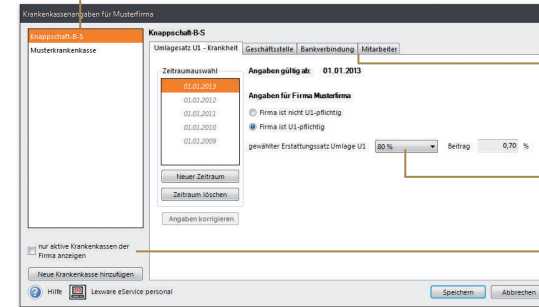 Krankenkassenangaben für Musterfirma
Knappschaft-B-S
Musterkrankenkasse
Knappschaft-B-S
Umlagesatz U1 - Krankheit Geschäftsstelle Bankverbindung Mitarbeiter
Zeitraumauswahl
01.01.2013
01.01.2012
01.01.2011
01.01.2010
01.01.2009
Neuer Zeitraum
Zeitraum löschen
Angaben korrigieren
Angaben gültig ab: 01.01.2013
Angaben für Firma Musterfirma
Firma ist nicht U1-pflichtig
Firma ist U1-pflichtig
gewählter Erstattungssatz Umlage U1 80 % Beitrag 0,70 %
nur aktive Krankenkassen der
Firma anzeigen
Neue Krankenkasse hinzufügen
Hilfe Lexware eService personal
Speichern Abbrechen